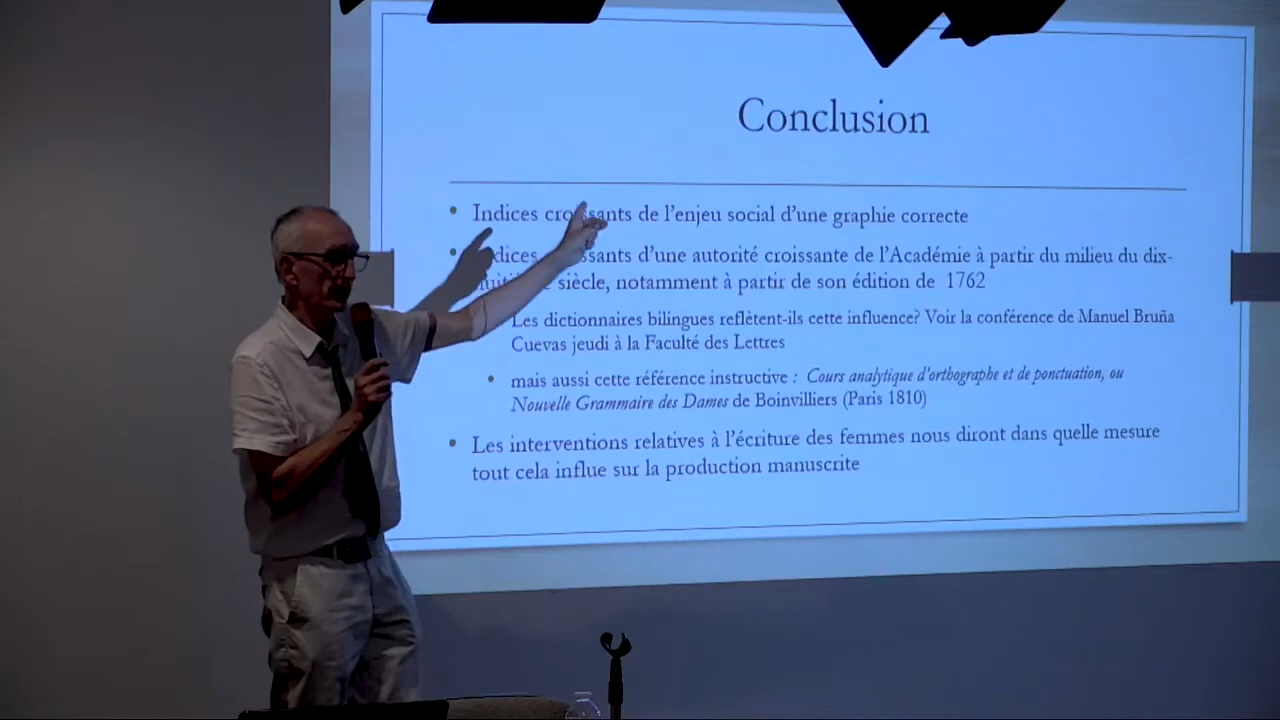 Conclusion
Indices croissants de l'enjeu social d'une graphie correcte
dices ssants d'une autorité croissante de l'Académie à partir du milieu du dix-
siècle, notamment à partir de son édition de 1762
Les dictionnaires bilingues reflètent-ils cette influence? Voir la conférence de Manuel Bruña
Cuevas jeudi à la Faculté des Lettres
mais aussi cette référence instructive : Cours analytique d'orthographe et de ponctuation, ou
Nouvelle Grammaire des Dames de Boinvilliers (Paris 1810)
Les interventions relatives à l'écriture des femmes nous diront dans quelle mesure
tout cela influe sur la production manuscrite